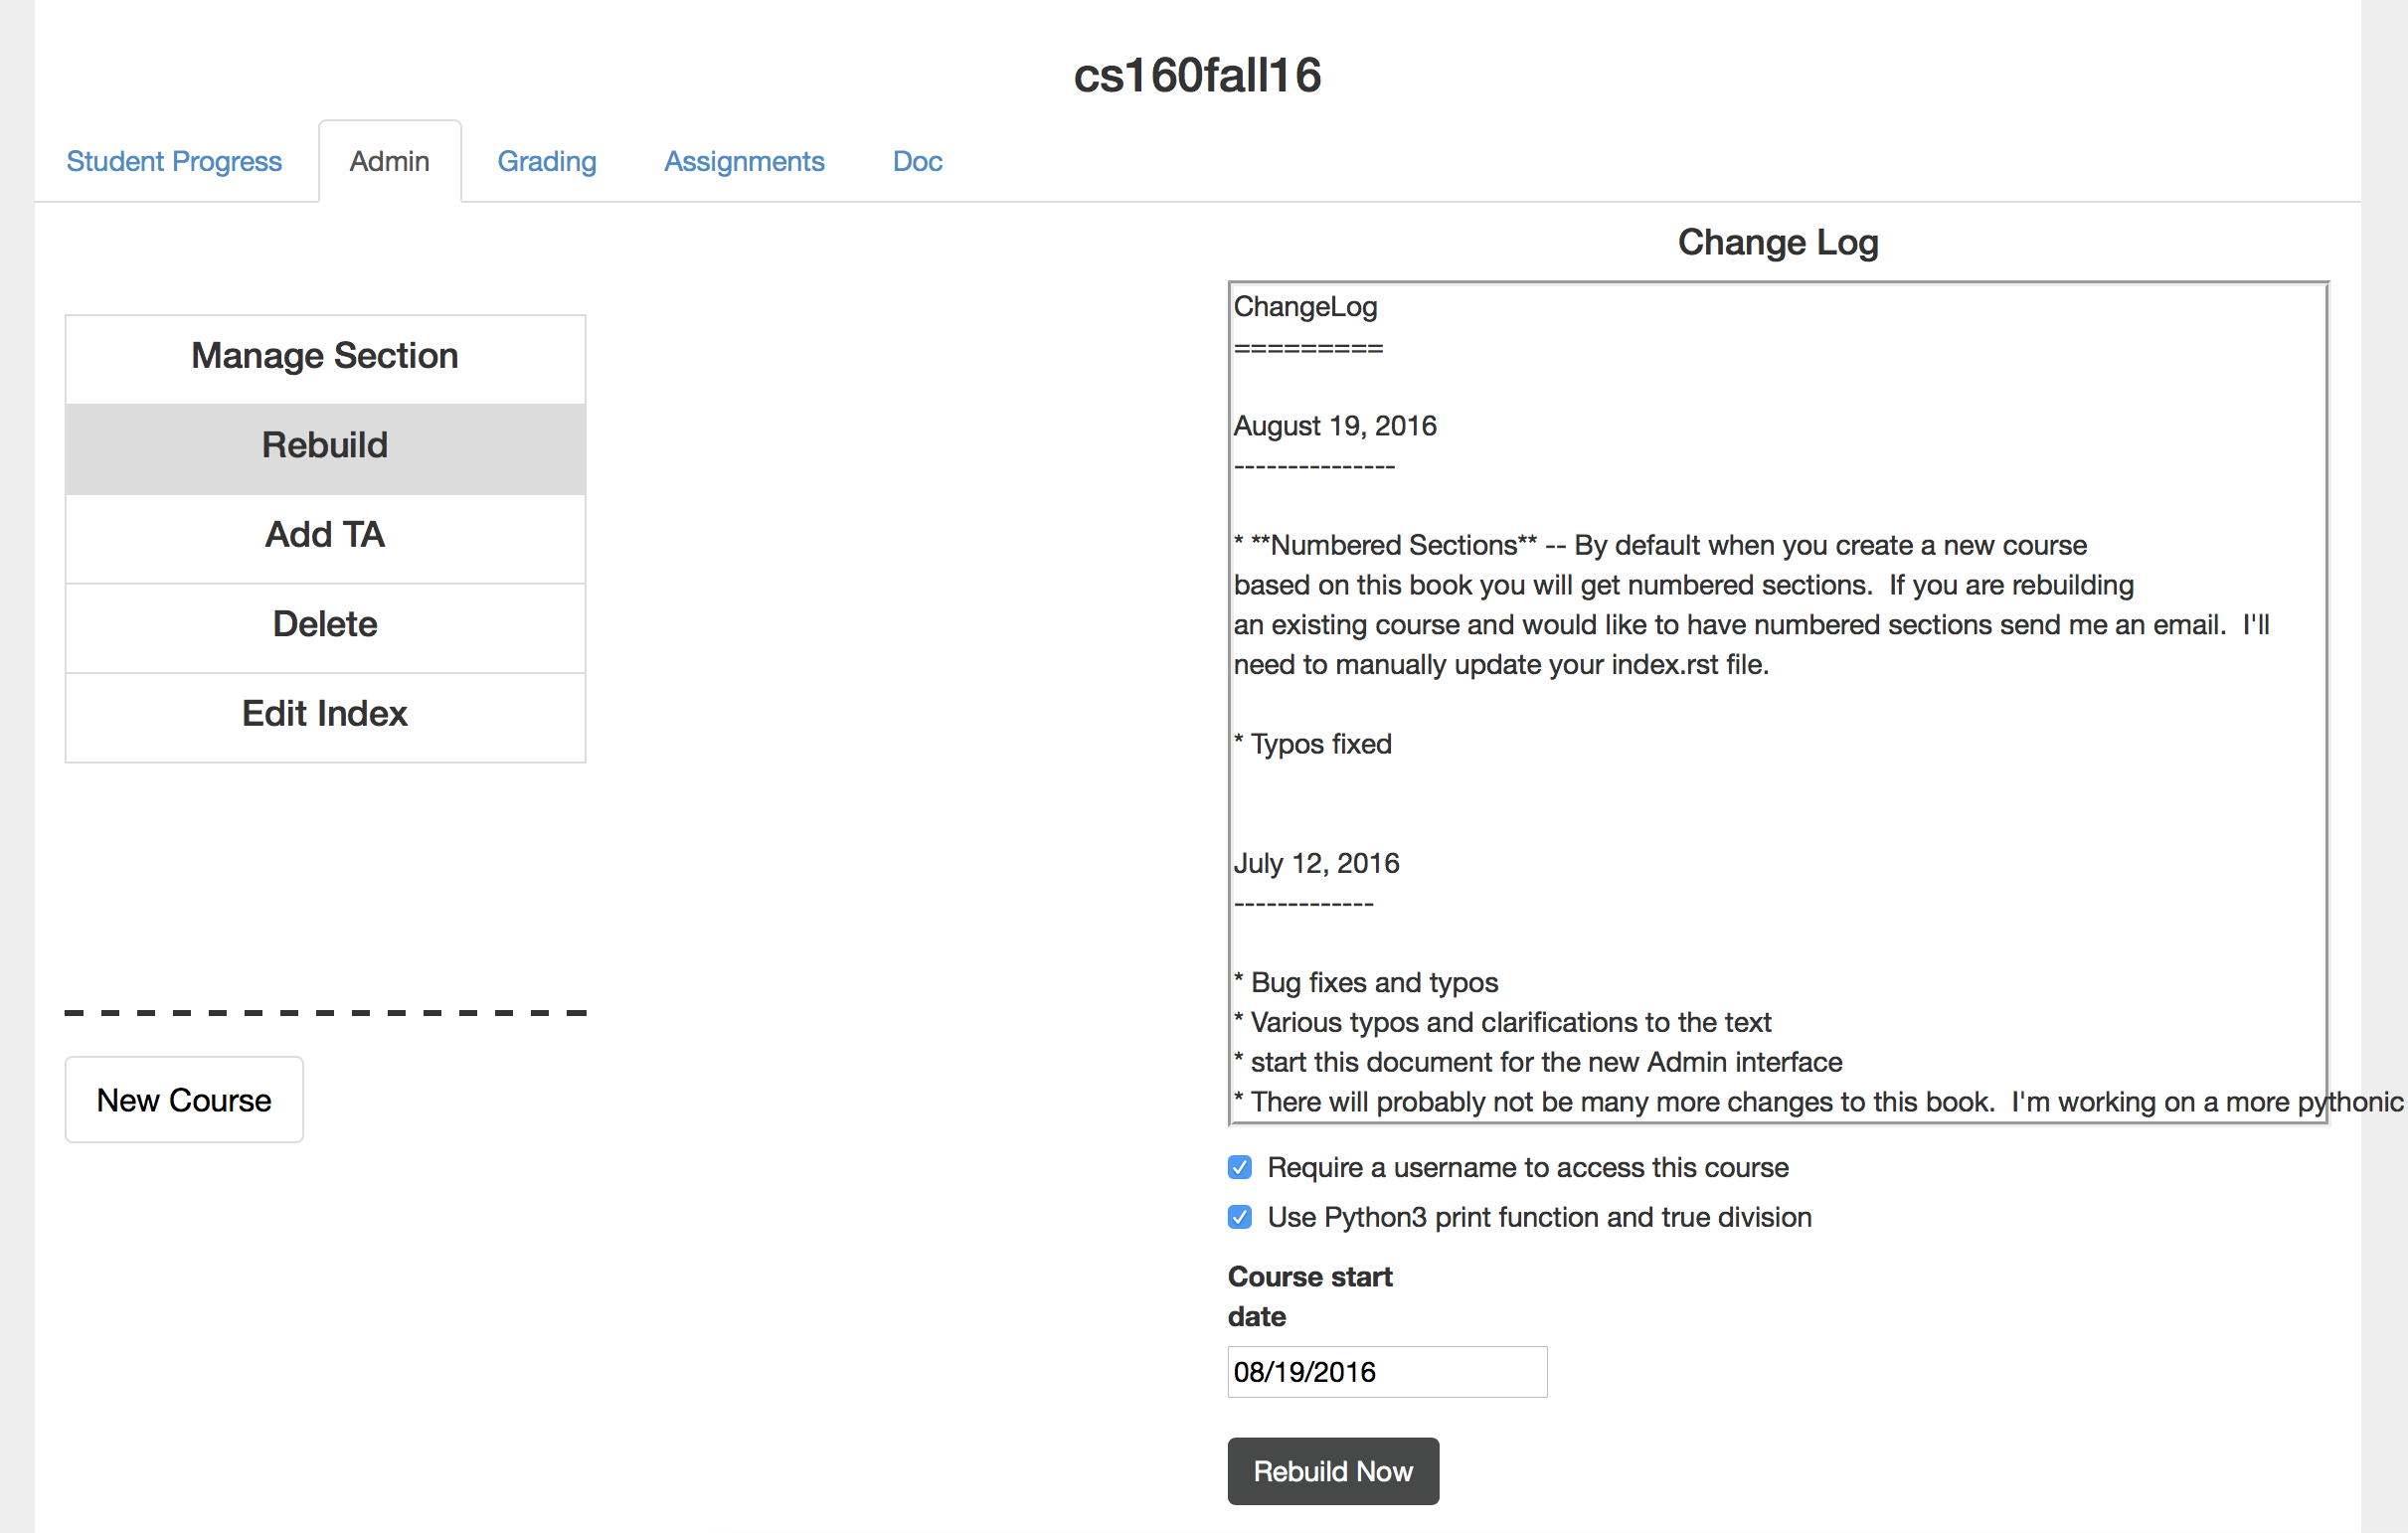 cs160fall16
Student Progress
Admin
Grading
Assignments
Doc
Manage Section
Rebuild
Add TA
Delete
Edit Index
New Course
Change Log
ChangeLog
=========
August 19, 2016
---------------
* **Numbered Sections** -- By default when you create a new course
based on this book you will get numbered sections.  If you are rebuilding
an existing course and would like to have numbered sections send me an email.  I'll
need to manually update your index.rst file.
* Typos fixed
July 12, 2016
-------------
* Bug fixes and typos
* Various typos and clarifications to the text
* start this document for the new Admin interface
* There will probably not be many more changes to this book.  I'm working on a more pythonic
Require a username to access this course
Use Python3 print function and true division
Course start
date
08/19/2016
Rebuild Now